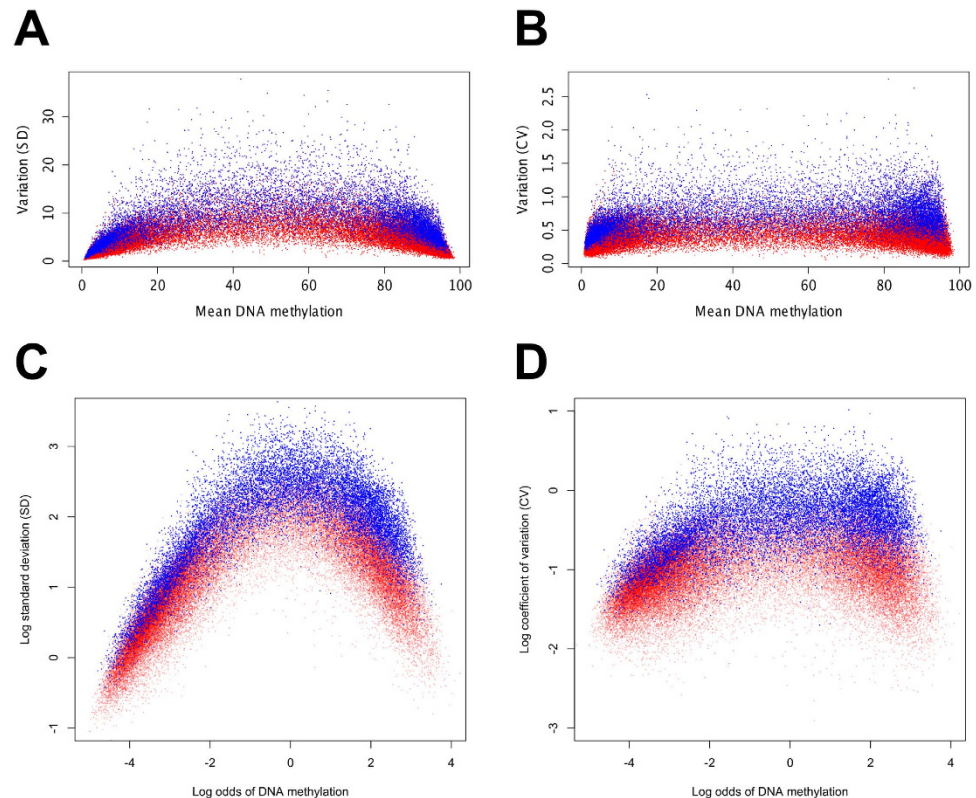 A
B
Variation (SD)
30
20
10
0
0 20 40 60 80 100
Mean DNA methylation
Variation (CV)
2.5
2.0
1.5
1.0
0.5
0.0
0 20 40 60 80 100
Mean DNA methylation
C
D
Log standard deviation (SD)
3
2
1
0
-1
-4 -2 0 2 4
Log odds of DNA methylation
Log coefficient of variation (CV)
1
0
-1
-2
-3
-4 -2 0 2 4
Log odds of DNA methylation